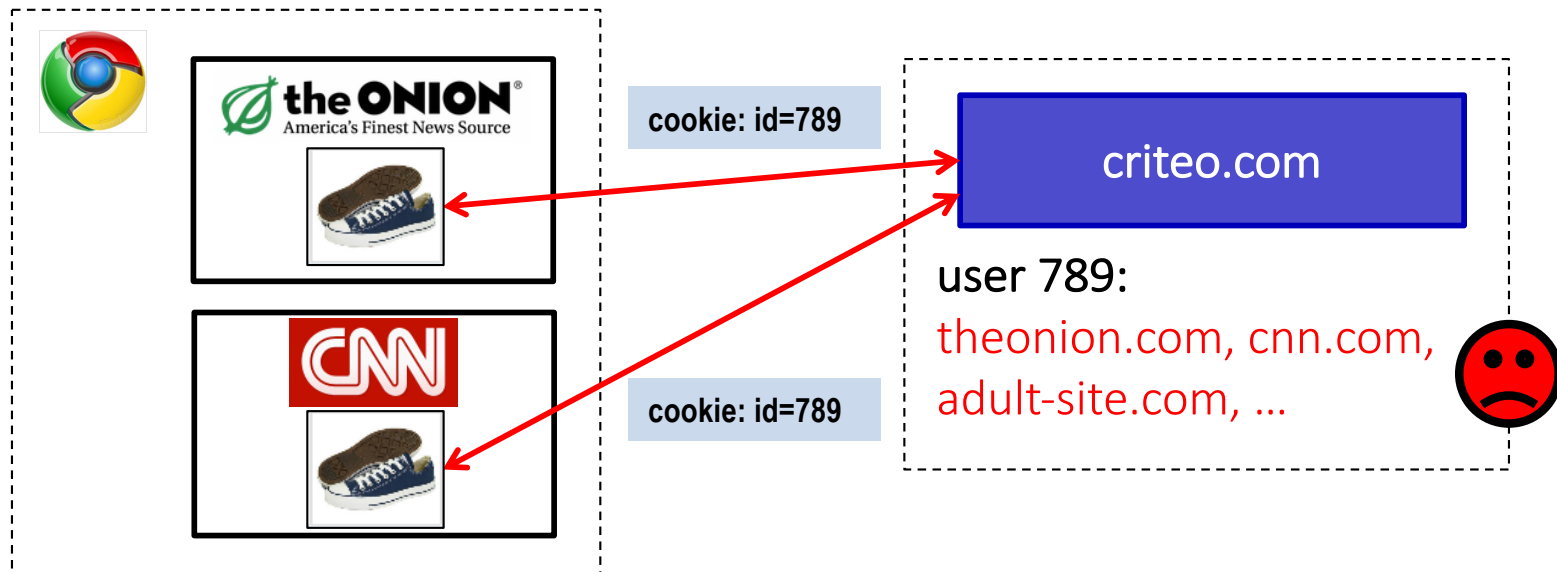 the ONION®
America's Finest News Source
cookie: id=789
criteo.com
user 789:
theonion.com, cnn.com,
adult-site.com, ...
CNN
cookie: id=789